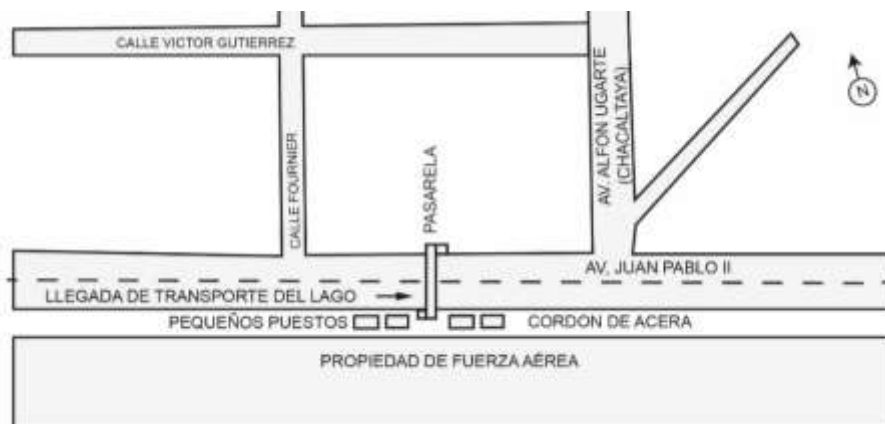 CALLE VICTOR GUTIERREZ
CALLE FOURNIER
PASARELA
AV. ALFON UGARTE
(CHACALTAYA)
N
AV, JUAN PABLO II
LLEGADA DE TRANSPORTE DEL LAGO
PEQUEÑOS PUESTOS
CORDON DE ACERA
PROPIEDAD DE FUERZA AÉREA